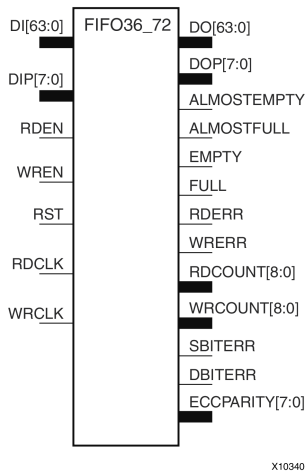 FIFO36_72
DI[63:0]
DIP[7:0]
RDEN
WREN
RST
RDCLK
WRCLK
DO[63:0]
DOP[7:0]
ALMOSTEMPTY
ALMOSTFULL
EMPTY
FULL
RDERR
WRERR
RDCOUNT[8:0]
WRCOUNT[8:0]
SBITERR
DBITERR
ECCPARITY[7:0]
X10340